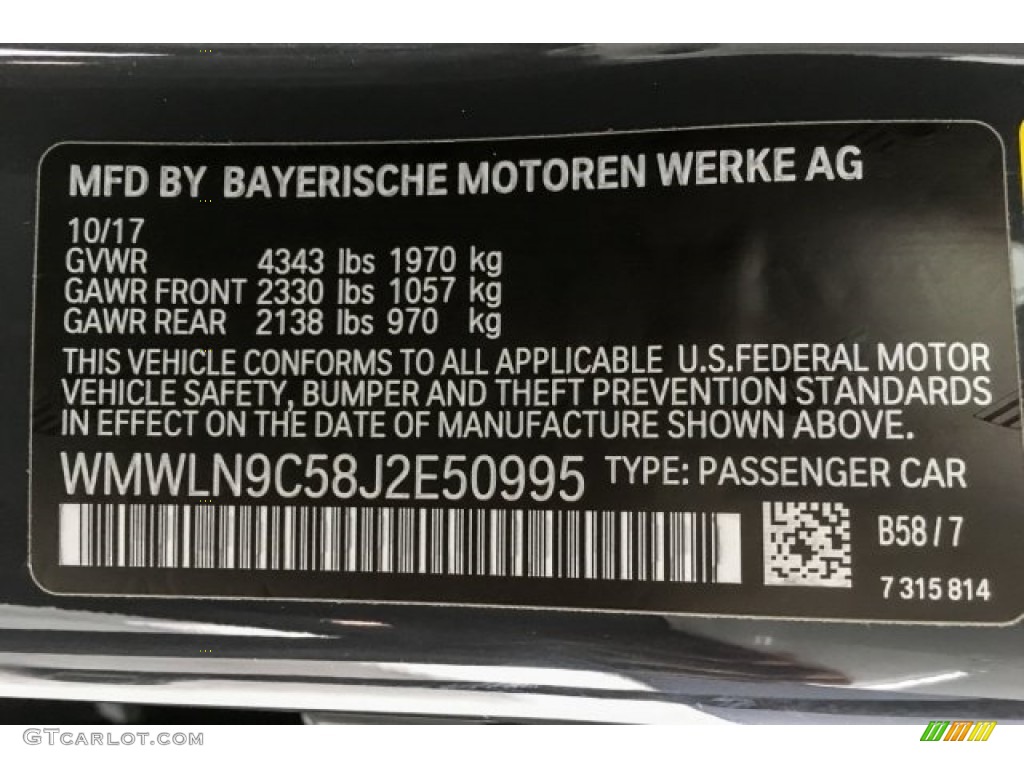 MFD BY BAYERISCHE MOTOREN WERKE AG
10/17
GVWR 4343 lbs 1970 kg
GAWR FRONT 2330 lbs 1057 kg
GAWR REAR 2138 lbs 970 kg
THIS VEHICLE CONFORMS TO ALL APPLICABLE U.S.FEDERAL MOTOR
VEHICLE SAFETY, BUMPER AND THEFT PREVENTION STANDARDS
IN EFFECT ON THE DATE OF MANUFACTURE SHOWN ABOVE.
WMWLN9C58J2E50995 TYPE: PASSENGER CAR
B58/7
7 315 814
GTCarlot.com